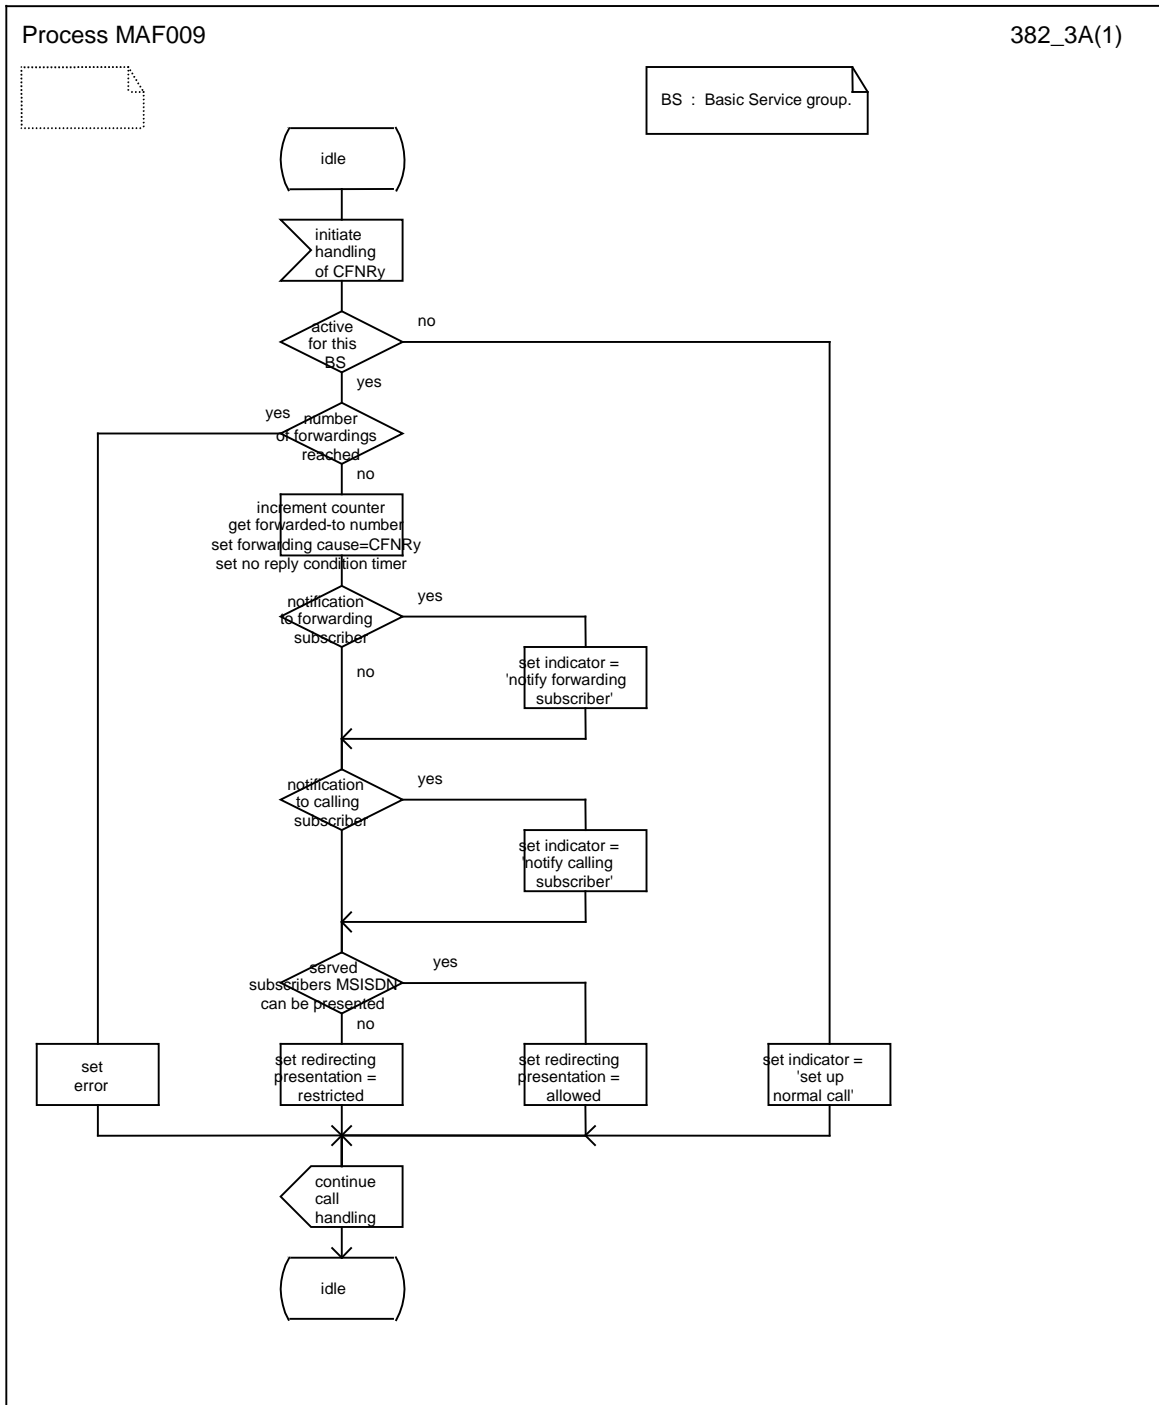 Process MAF009
382_3A(1)
BS : Basic Service group.
idle
initiate
handling
of CFNRy
active
for this
BS
no
yes
number
of forwardings
reached
yes
no
increment counter
get forwarded-to number
set forwarding cause=CFNRy
set no reply condition timer
notification
to forwarding
subscriber
yes
no
set indicator =
'notify forwarding
subscriber'
notification
to calling
subscriber
yes
set indicator =
'notify calling
subscriber'
served
subscribers MSISDN
can be presented
yes
no
set
error
set redirecting
presentation =
restricted
set redirecting
presentation =
allowed
set indicator =
'set up
normal call'
continue
call
handling
idle